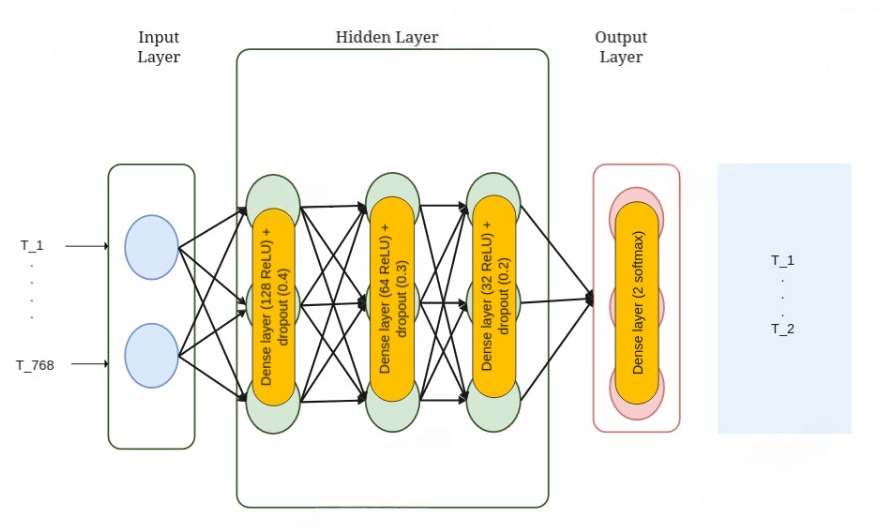 Input
Layer
Hidden Layer
Output
Layer
T_1
.
.
.
.
T_768
Dense layer (128 ReLU) +
dropout (0.4)
Dense layer (64 ReLU) +
dropout (0.3)
Dense layer (32 ReLU) +
dropout (0.2)
Dense layer (2 softmax)
T_1
.
.
.
T_2